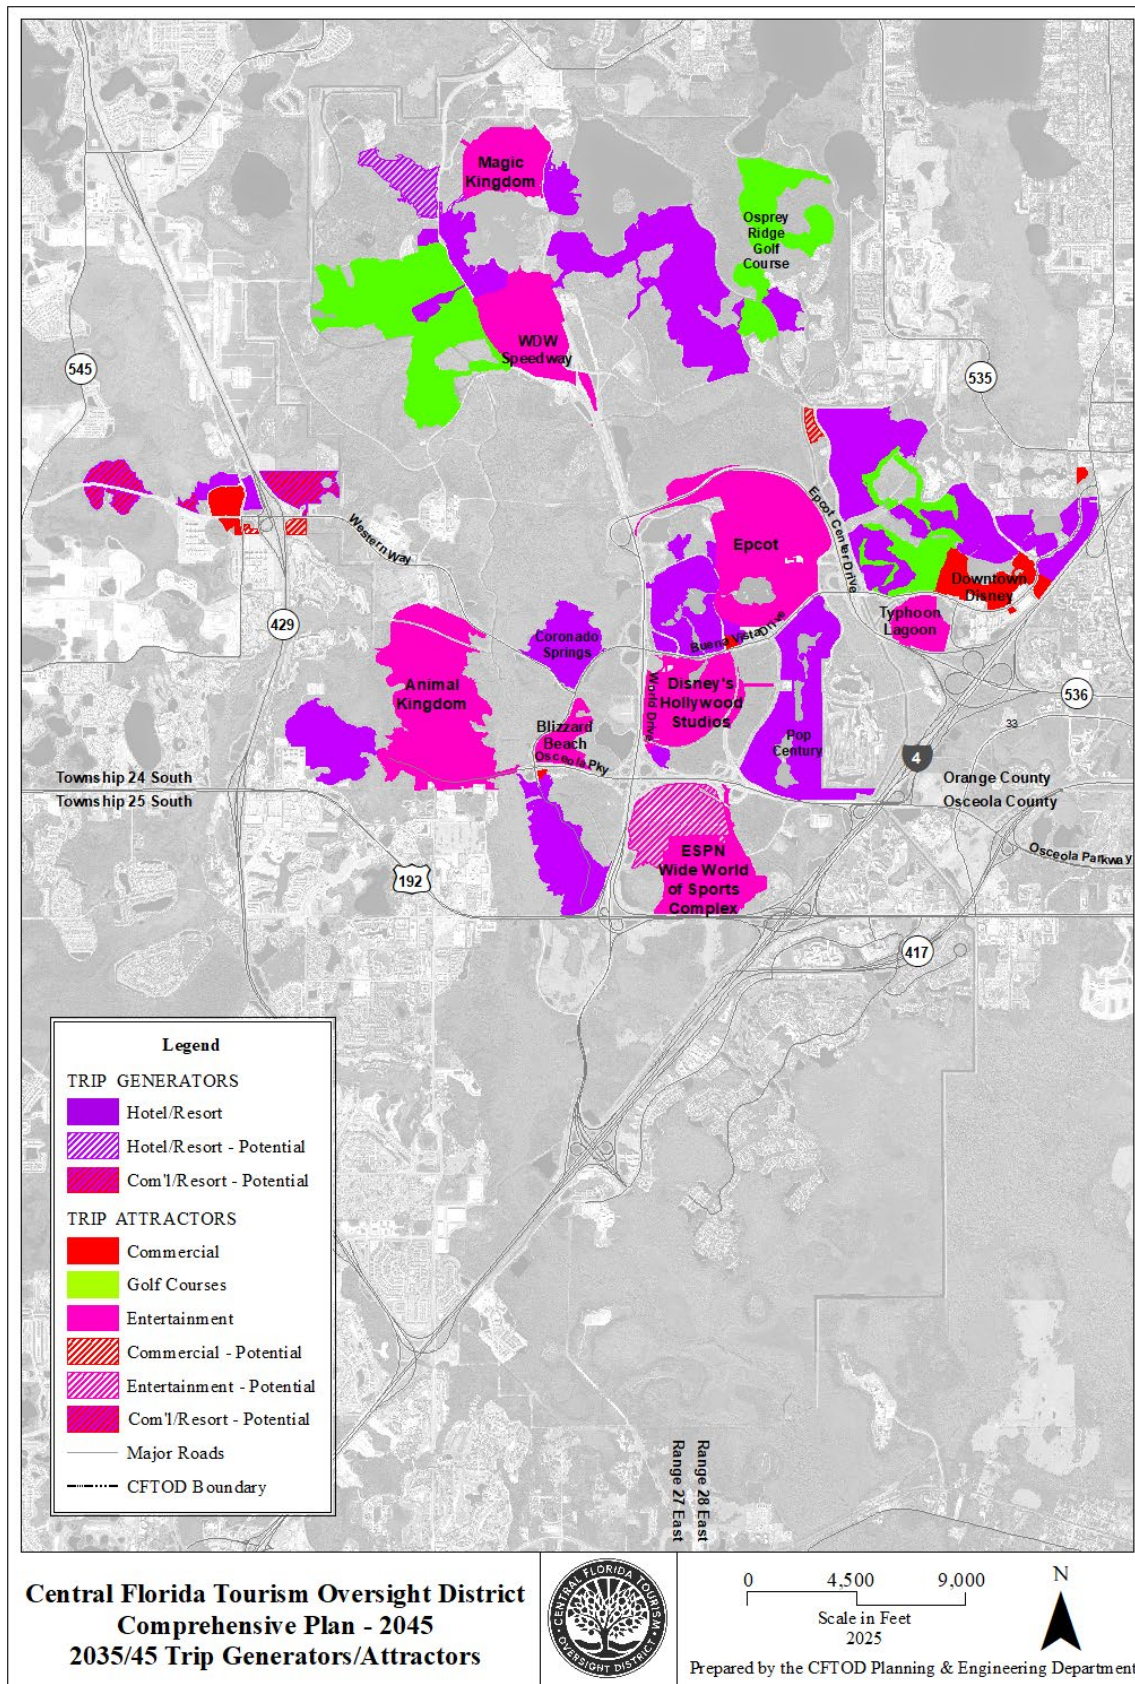 Magic
Kingdom
Osprey
Ridge
Golf
Course
WDW
Speedway
545
535
Western Way
Epcot Center Drive
Epcot
Downtown
Disney
Typhoon
Lagoon
429
Coronado
Springs
Buena Vista Drive
World Drive
Disney's
Hollywood
Studios
536
Animal
Kingdom
Blizzard
Beach
Pop
Century
33
4
Osceola Pky
Township 24 South
Township 25 South
Orange County
Osceola County
Osceola Parkway
ESPN
Wide World
of Sports
Complex
192
417
Legend
TRIP GENERATORS
Hotel/Resort
Hotel/Resort - Potential
Com'l/Resort - Potential
TRIP ATTRACTORS
Commercial
Golf Courses
Entertainment
Commercial - Potential
Entertainment - Potential
Com'l/Resort - Potential
Major Roads
CFTOD Boundary
Range 27 East
Range 28 East
Central Florida Tourism Oversight District
Comprehensive Plan - 2045
2035/45 Trip Generators/Attractors
CENTRAL FLORIDA TOURISM
OVERSIGHT DISTRICT
0 4,500 9,000
Scale in Feet
2025
N
Prepared by the CFTOD Planning & Engineering Department